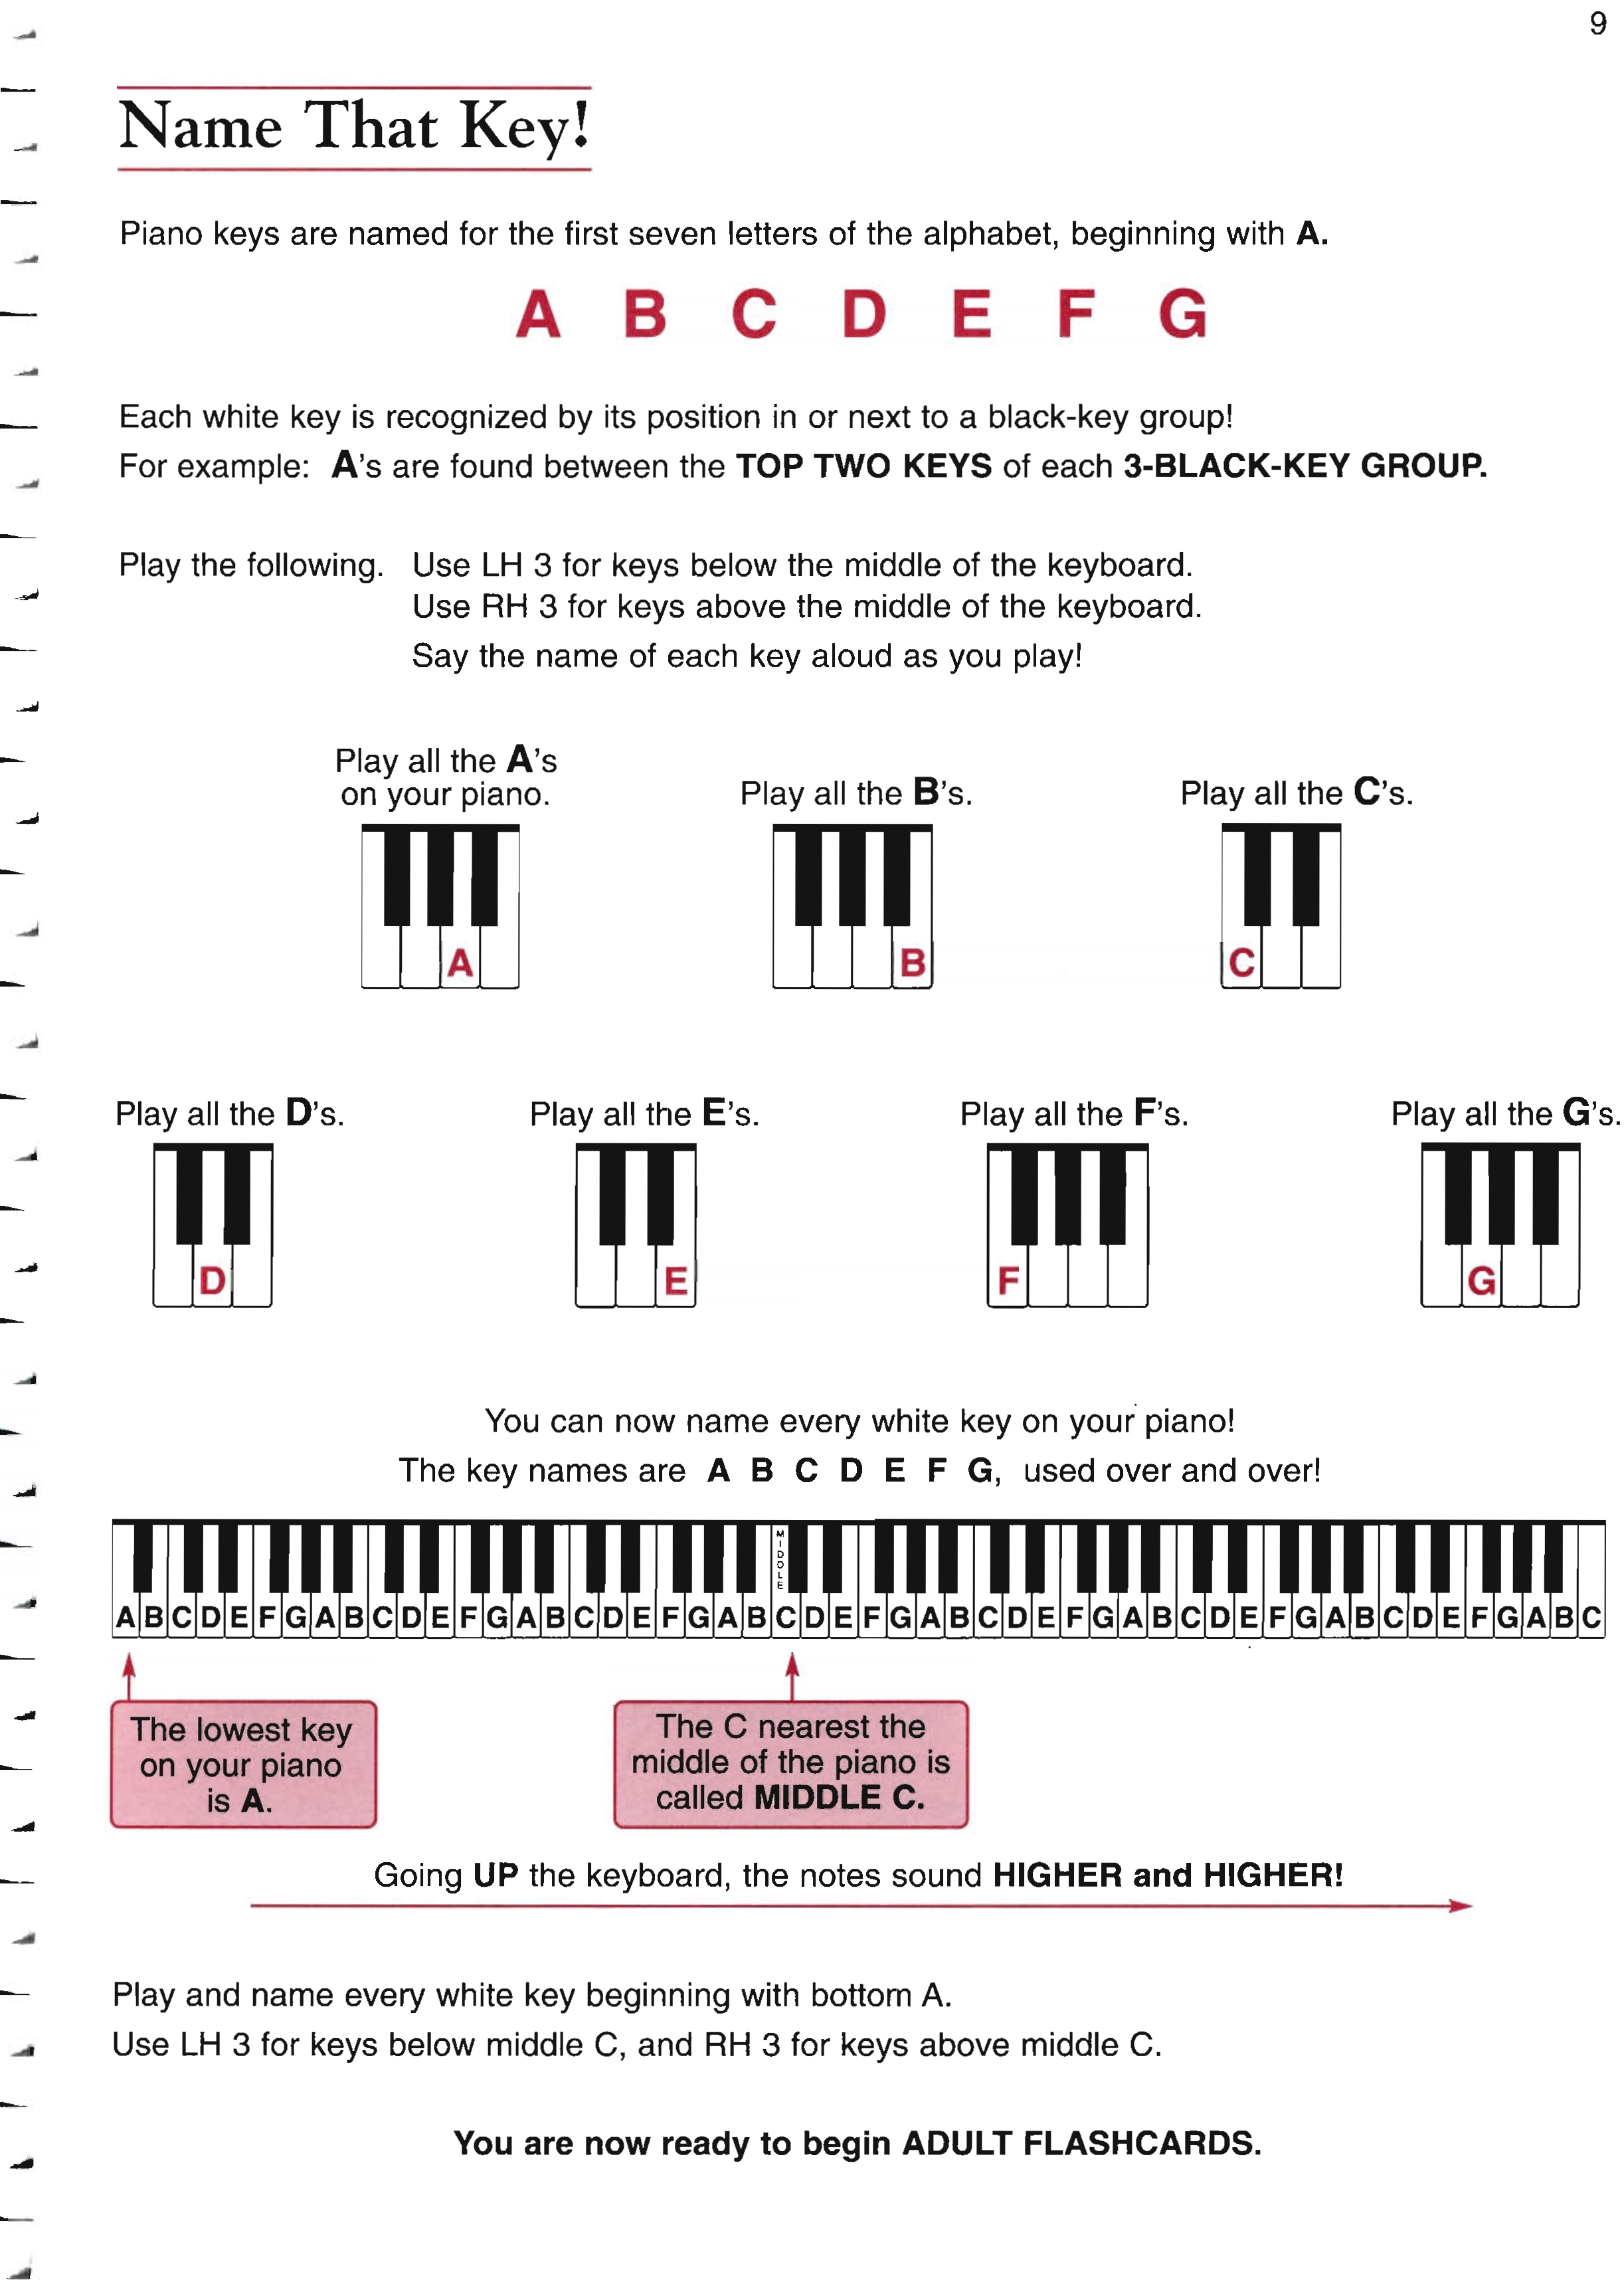 9
Name That Key!
Piano keys are named for the first seven letters of the alphabet, beginning with A.
A B C D E F G
Each white key is recognized by its position in or next to a black-key group!
For example: A's are found between the TOP TWO KEYS of each 3-BLACK-KEY GROUP.
Play the following. Use LH 3 for keys below the middle of the keyboard.
Use RH 3 for keys above the middle of the keyboard.
Say the name of each key aloud as you play!
Play all the A's
on your piano.
Play all the B's.
Play all the C's.
A
B
C
Play all the D's.
Play all the E's.
Play all the F's.
Play all the G's.
D
E
F
G
You can now name every white key on your piano!
The key names are A B C D E F G, used over and over!
MIDDLE
A B C D E F G A B C D E F G A B C D E F G A B C D E F G A B C D E F G A B C D E F G A B C D E F G A B C
The lowest key
on your piano
is A.
The C nearest the
middle of the piano is
called MIDDLE C.
Going UP the keyboard, the notes sound HIGHER and HIGHER!
Play and name every white key beginning with bottom A.
Use LH 3 for keys below middle C, and RH 3 for keys above middle C.
You are now ready to begin ADULT FLASHCARDS.